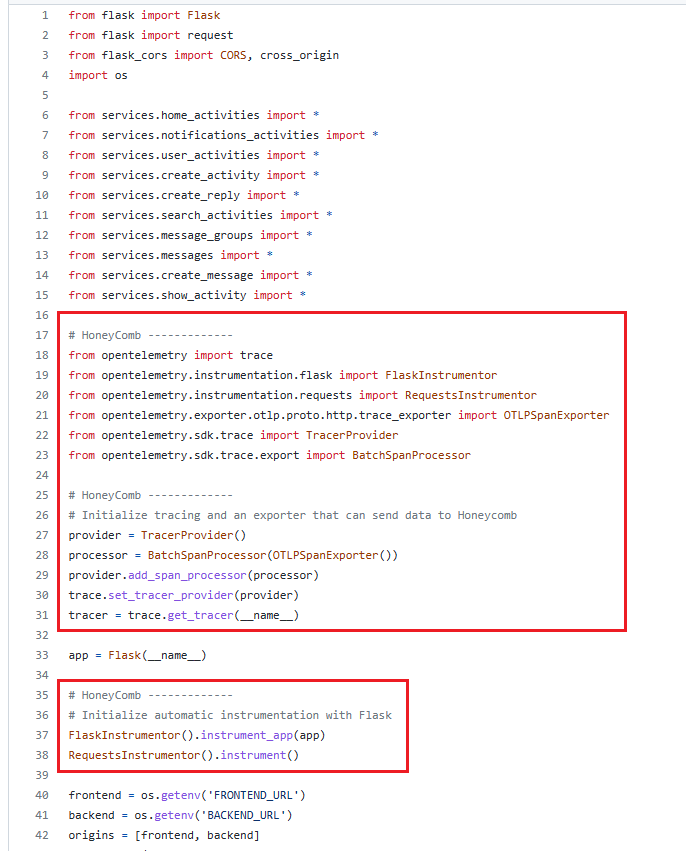 1 from flask import Flask
2 from flask import request
3 from flask_cors import CORS, cross_origin
4 import os
5
6 from services.home_activities import *
7 from services.notifications_activities import *
8 from services.user_activities import *
9 from services.create_activity import *
10 from services.create_reply import *
11 from services.search_activities import *
12 from services.message_groups import *
13 from services.messages import *
14 from services.create_message import *
15 from services.show_activity import *
16
17 # HoneyComb -------------
18 from opentelemetry import trace
19 from opentelemetry.instrumentation.flask import FlaskInstrumentor
20 from opentelemetry.instrumentation.requests import RequestsInstrumentor
21 from opentelemetry.exporter.otlp.proto.http.trace_exporter import OTLPSpanExporter
22 from opentelemetry.sdk.trace import TracerProvider
23 from opentelemetry.sdk.trace.export import BatchSpanProcessor
24
25 # HoneyComb -------------
26 # Initialize tracing and an exporter that can send data to Honeycomb
27 provider = TracerProvider()
28 processor = BatchSpanProcessor(OTLPSpanExporter())
29 provider.add_span_processor(processor)
30 trace.set_tracer_provider(provider)
31 tracer = trace.get_tracer(__name__)
32
33 app = Flask(__name__)
34
35 # HoneyComb -------------
36 # Initialize automatic instrumentation with Flask
37 FlaskInstrumentor().instrument_app(app)
38 RequestsInstrumentor().instrument()
39
40 frontend = os.getenv('FRONTEND_URL')
41 backend = os.getenv('BACKEND_URL')
42 origins = [frontend, backend]